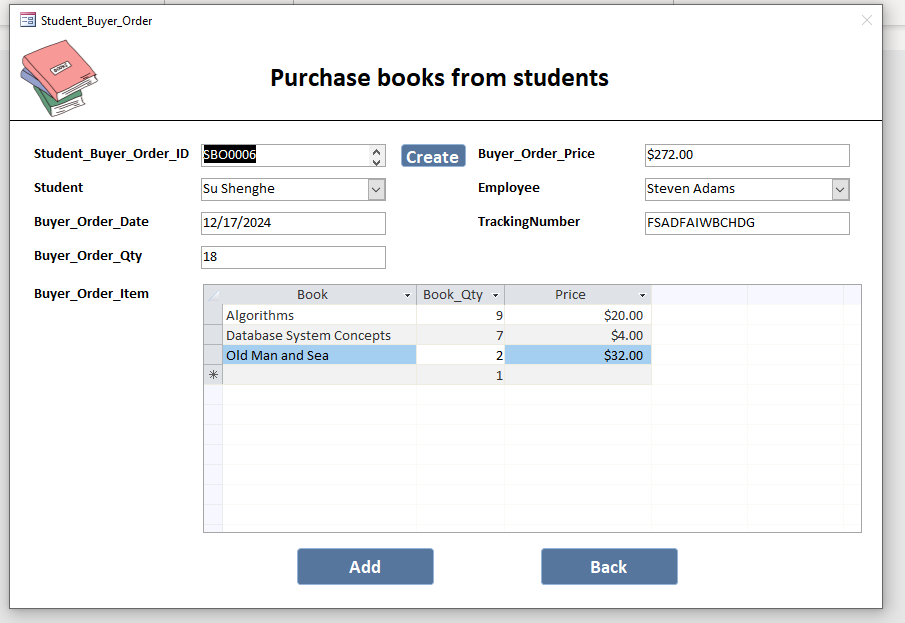 Student_Buyer_Order
BOOKS
Purchase books from students
Student_Buyer_Order_ID SBO0006 Create Buyer_Order_Price $272.00
Student Su Shenghe Employee Steven Adams
Buyer_Order_Date 12/17/2024 TrackingNumber FSADFAIWBCHDG
Buyer_Order_Qty 18
Buyer_Order_Item Book Book_Qty Price
Algorithms 9 $20.00
Database System Concepts 7 $4.00
Old Man and Sea 2 $32.00
1
Add Back